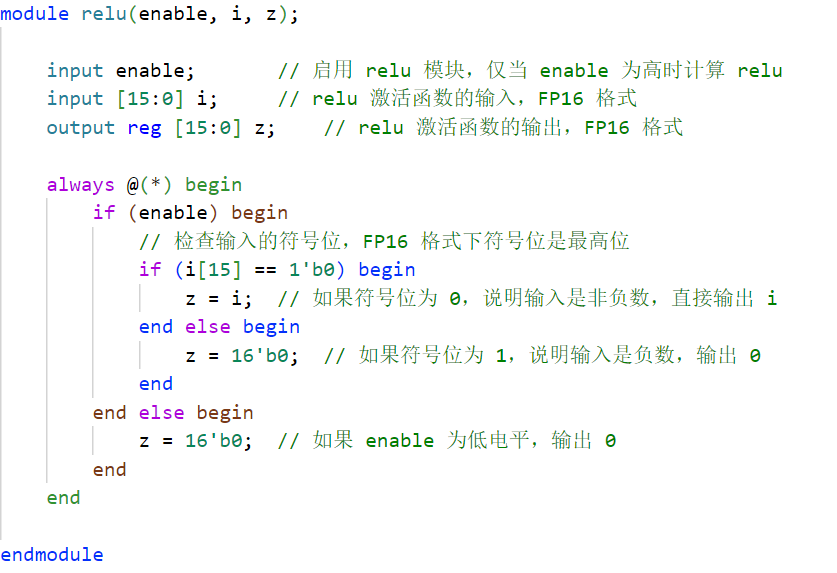 module relu(enable, i, z);
input enable;        // 启用 relu 模块，仅当 enable 为高时计算 relu
input [15:0] i;     // relu 激活函数的输入，FP16 格式
output reg [15:0] z;    // relu 激活函数的输出，FP16 格式
always @(*) begin
if (enable) begin
// 检查输入的符号位，FP16 格式下符号位是最高位
if (i[15] == 1'b0) begin
z = i;  // 如果符号位为 0，说明输入是非负数，直接输出 i
end else begin
z = 16'b0;  // 如果符号位为 1，说明输入是负数，输出 0
end
end else begin
z = 16'b0;  // 如果 enable 为低电平，输出 0
end
end
endmodule